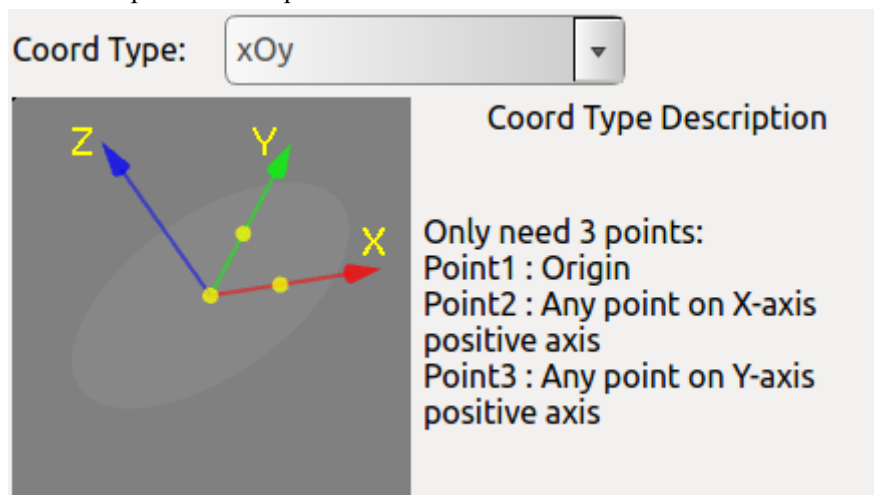 Coord Type: xOy
Z Y X
Coord Type Description
Only need 3 points:
Point1 : Origin
Point2 : Any point on X-axis
positive axis
Point3 : Any point on Y-axis
positive axis